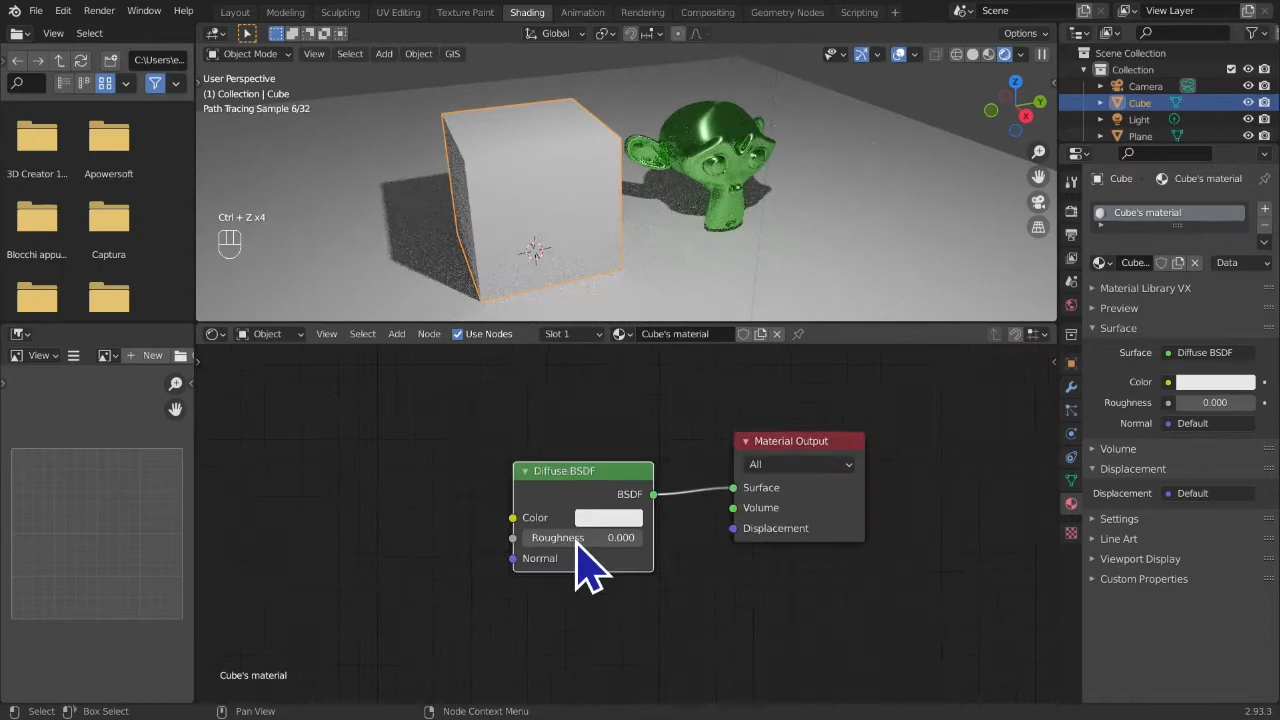 File Edit Render Window Help
Layout Modeling Sculpting UV Editing Texture Paint Shading Animation Rendering Compositing Geometry Nodes Scripting +
Scene
View Layer
View Select
C:\Users\e...
3D Creator 1...
Apowersoft
Blocchi appu...
Captura
View
New
Object Mode View Select Add Object GIS
Global
Options
User Perspective
(1) Collection | Cube
Path Tracing Sample 6/32
Z
Y
X
Ctrl + Z x4
Object View Select Add Node Use Nodes Slot 1 Cube's material
Diffuse BSDF
BSDF
Color
Roughness 0.000
Normal
Material Output
All
Surface
Volume
Displacement
Cube's material
Scene Collection
Collection
Camera
Cube
Light
Plane
Cube Cube's material
Cube's material
Cube... Data
Material Library VX
Preview
Surface
Surface Diffuse BSDF
Color
Roughness 0.000
Normal Default
Volume
Displacement
Displacement Default
Settings
Line Art
Viewport Display
Custom Properties
Select Box Select Pan View Node Context Menu 2.93.3